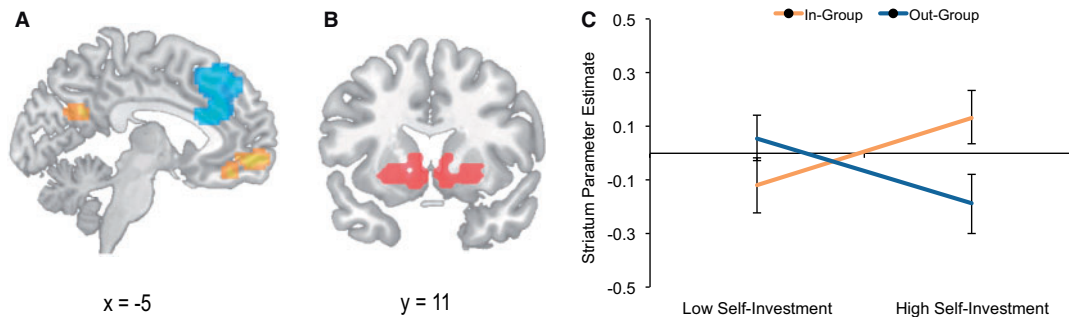 A
x = -5
B
y = 11
C
In-Group Out-Group
Striatum Parameter Estimate
0.5
0.3
0.1
-0.1
-0.3
-0.5
Low Self-Investment High Self-Investment